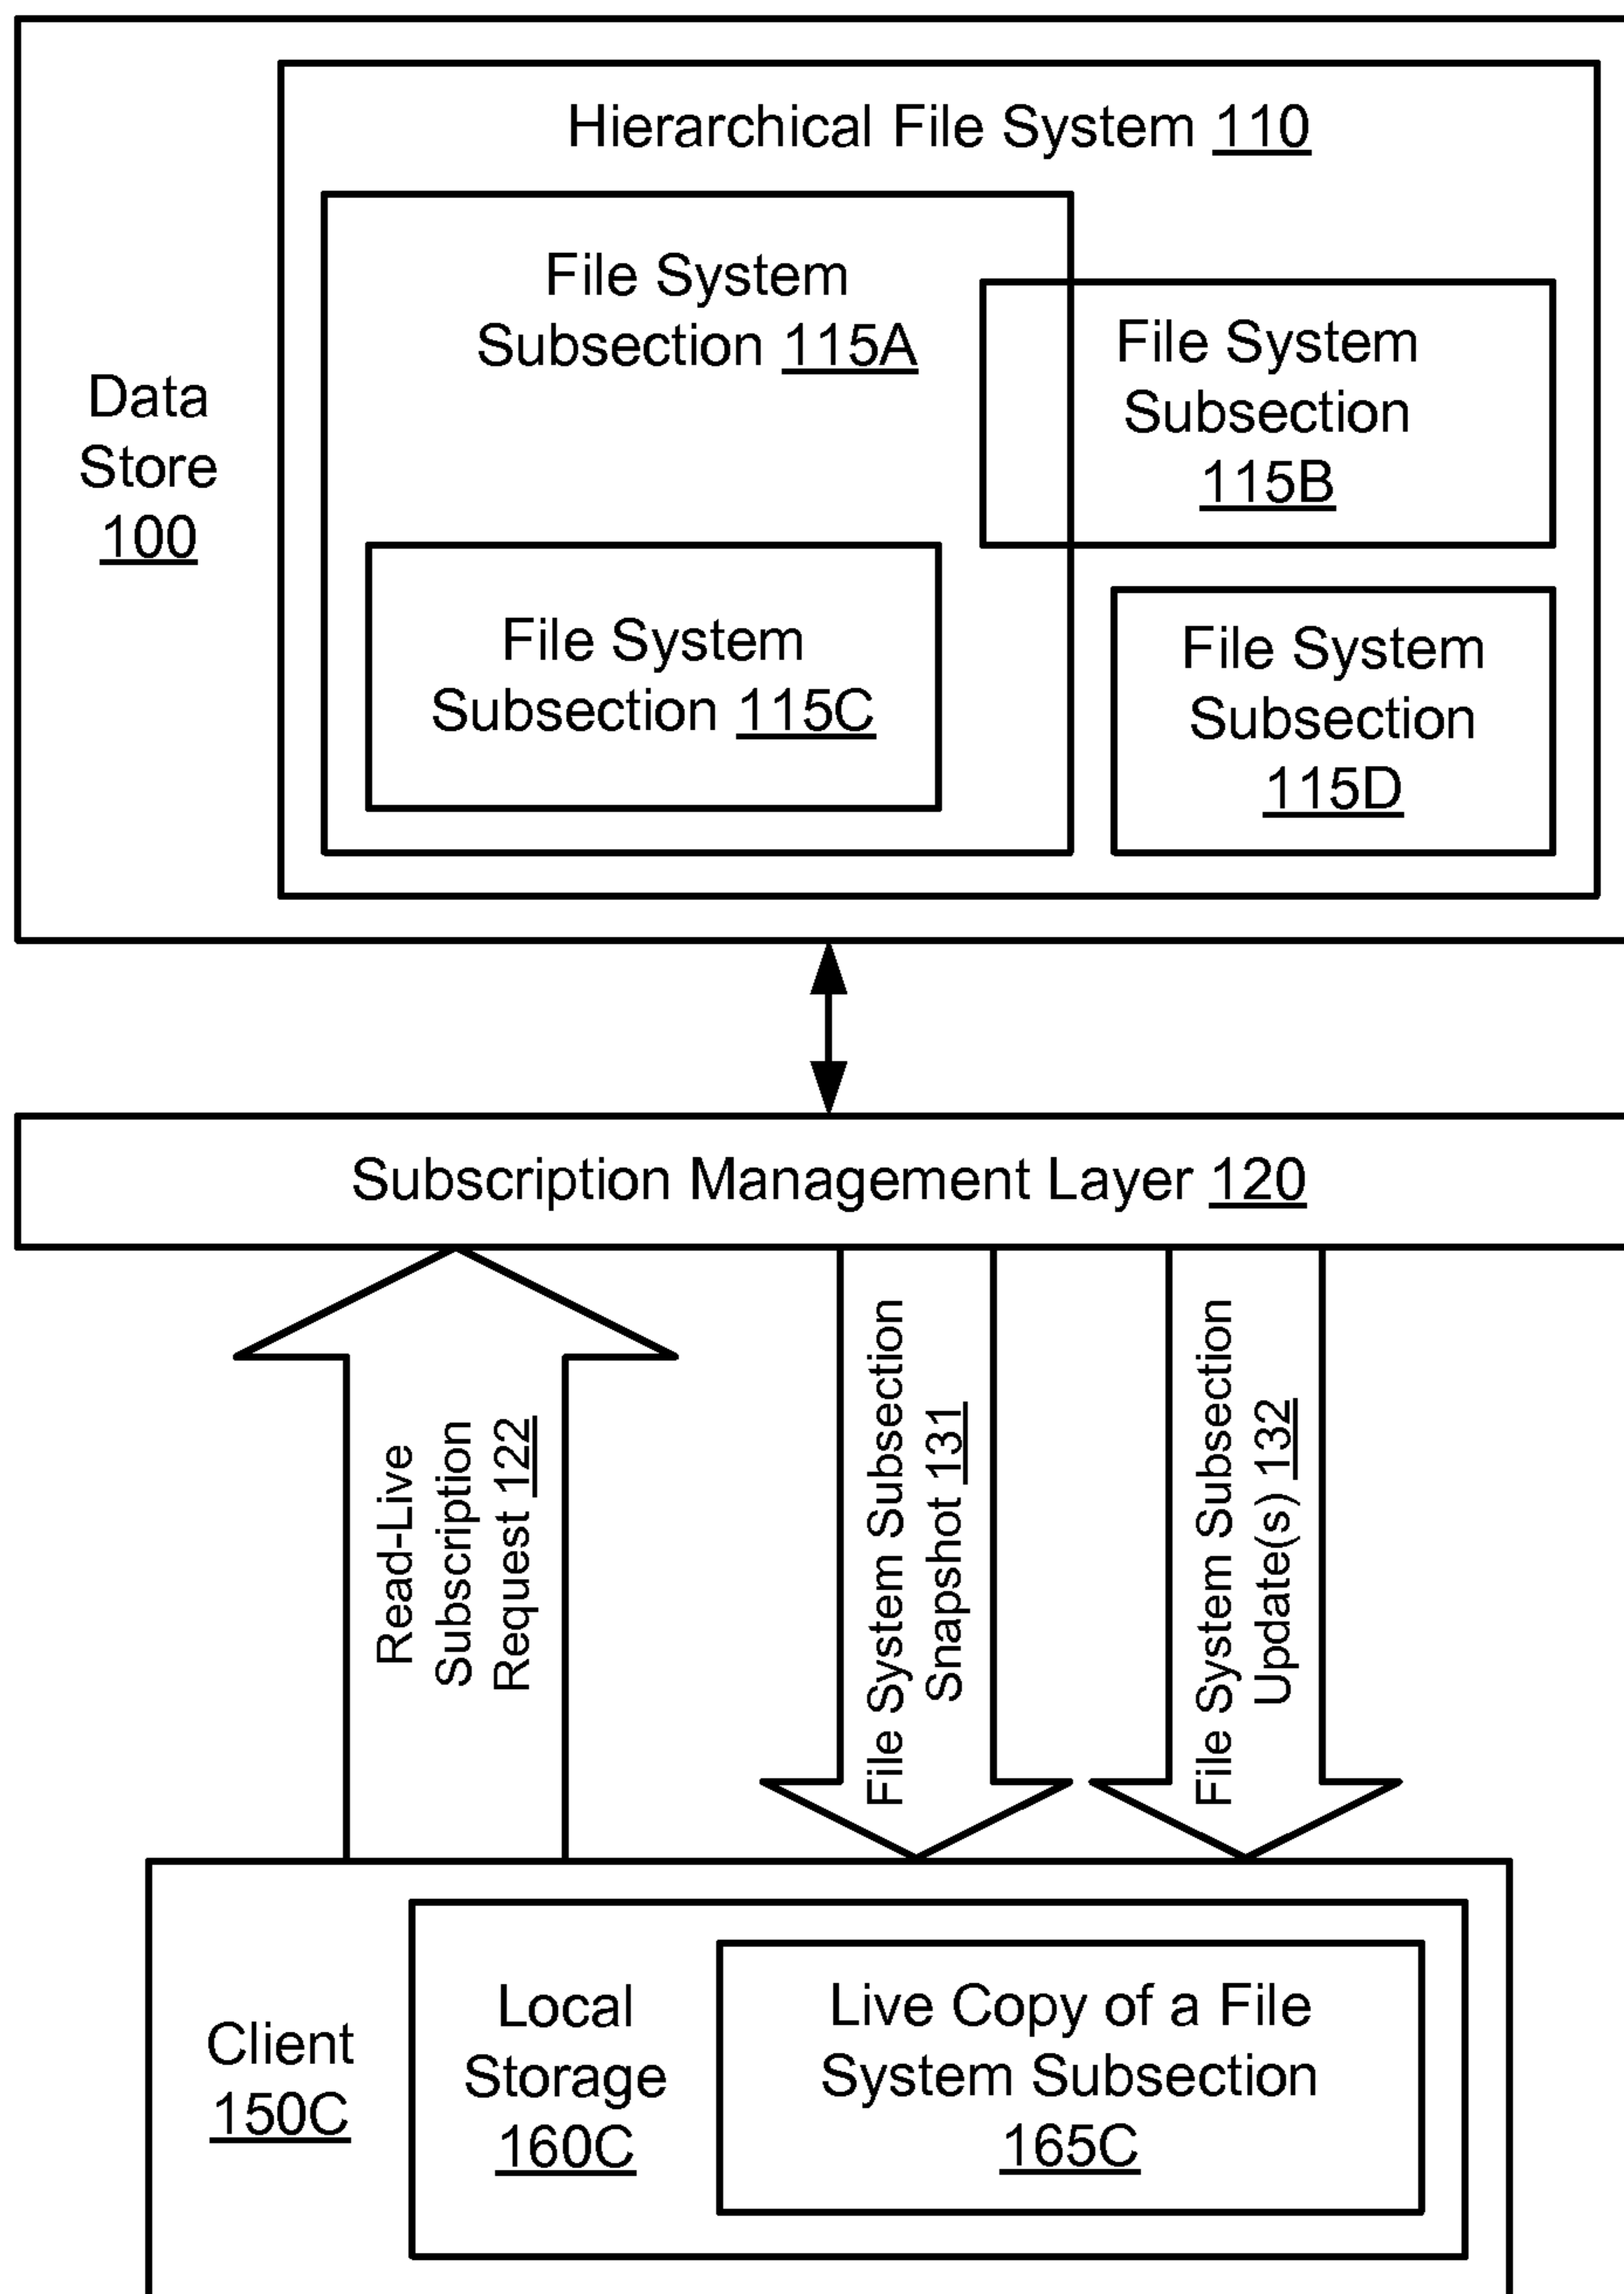 Hierarchical File System 110
File System
Subsection 115A
File System
Subsection
115B
Data
Store
100
File System
Subsection 115C
File System
Subsection
115D
Subscription Management Layer 120
Read-Live
Subscription
Request 122
File System Subsection
Snapshot 131
File System Subsection
Update(s) 132
Client
150C
Local
Storage
160C
Live Copy of a File
System Subsection
165C